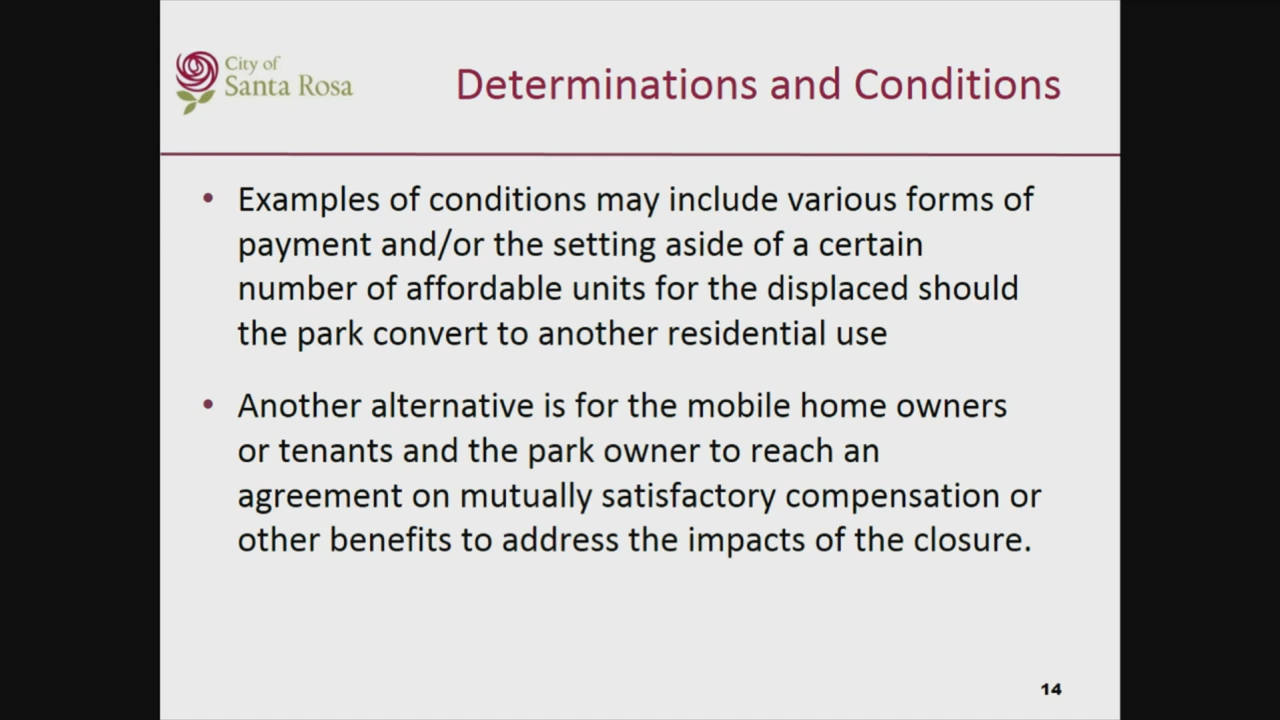 City of
Santa Rosa
Determinations and Conditions
• Examples of conditions may include various forms of
payment and/or the setting aside of a certain
number of affordable units for the displaced should
the park convert to another residential use
• Another alternative is for the mobile home owners
or tenants and the park owner to reach an
agreement on mutually satisfactory compensation or
other benefits to address the impacts of the closure.
14